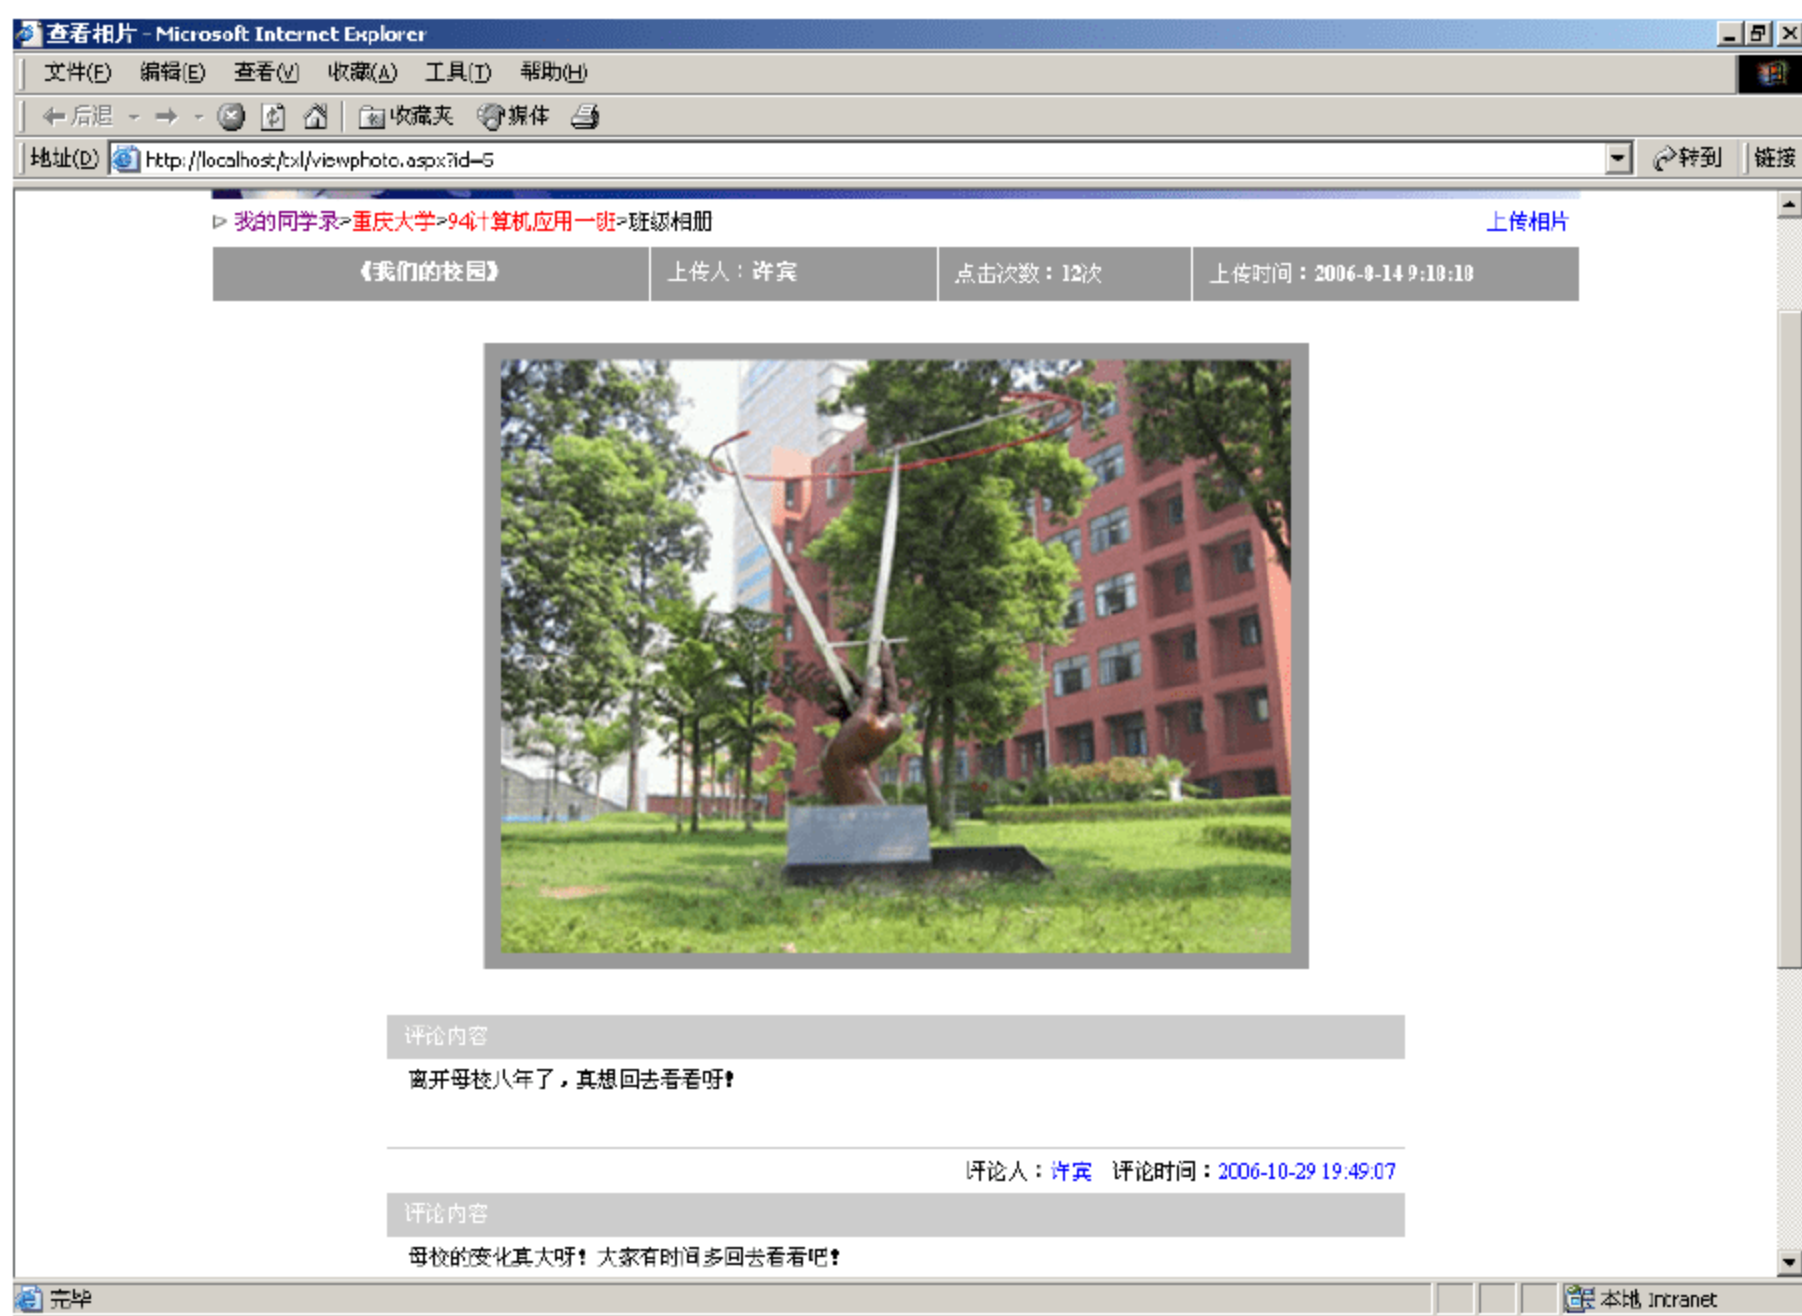 查看相片 - Microsoft Internet Explorer
文件(F) 编辑(E) 查看(V) 收藏(A) 工具(T) 帮助(H)
后退 收藏夹 媒体
地址(D) http://localhost/txl/viewphoto.aspx?id=5 转到 链接
我的同学录>重庆大学>94计算机应用一班>班级相册 上传相片
《我们的校园》 上传人：许宾 点击次数：12次 上传时间：2006-8-14 9:18:18
评论内容
离开母校八年了，真想回去看看呀！
评论人：许宾 评论时间：2006-10-29 19:49:07
评论内容
母校的变化真大呀！大家有时间多回去看看吧！
完毕 本地 Intranet